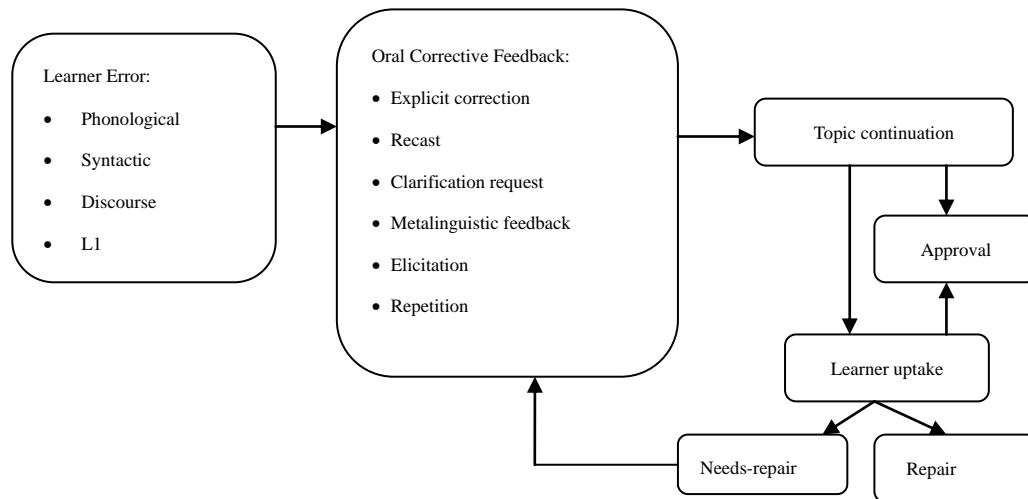 Learner Error:
• Phonological
• Syntactic
• Discourse
• L1
Oral Corrective Feedback:
• Explicit correction
• Recast
• Clarification request
• Metalinguistic feedback
• Elicitation
• Repetition
Topic continuation
Approval
Learner uptake
Needs-repair
Repair